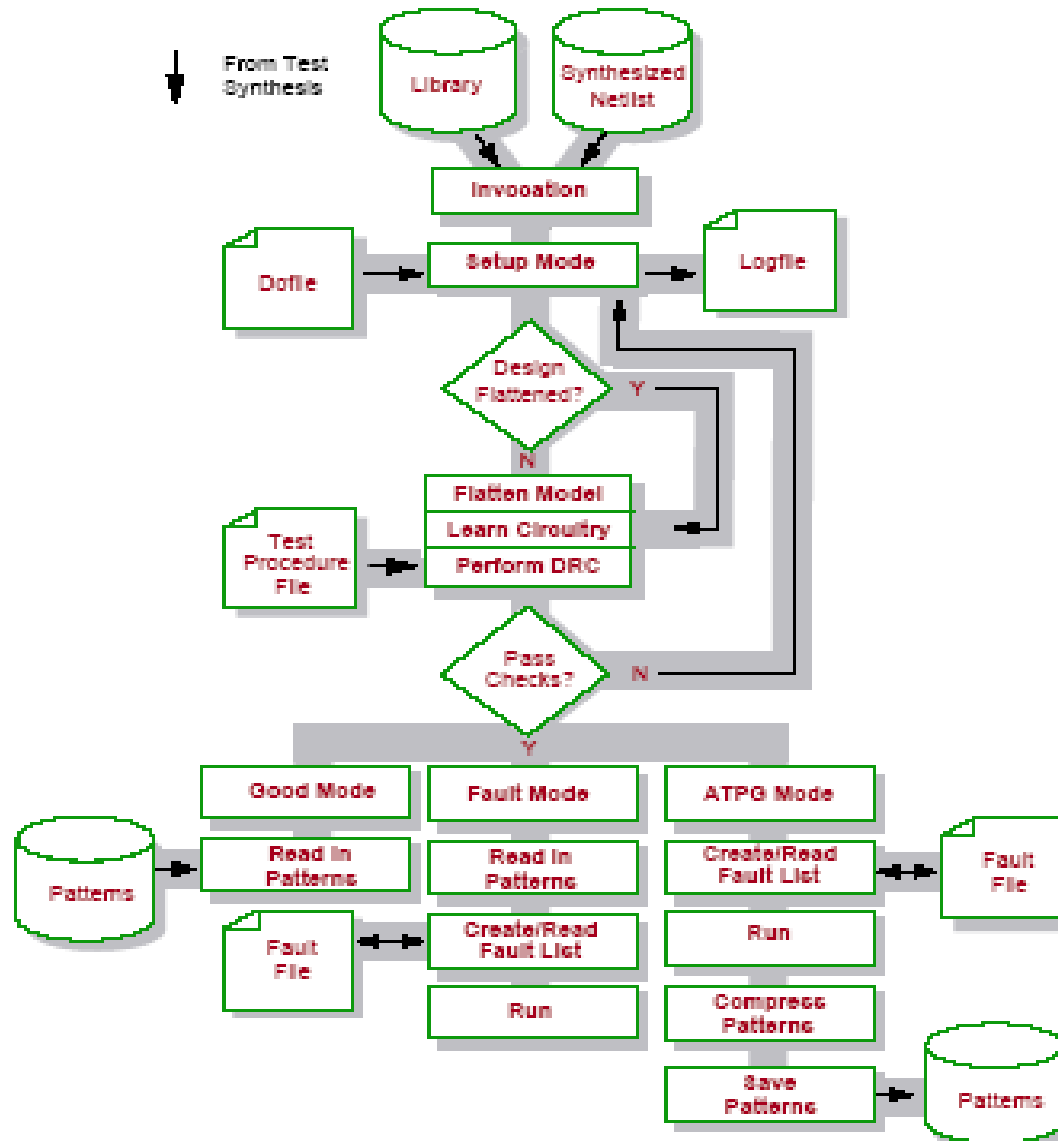 From Test
Synthesis
Library
Synthesized
Netlist
Invocation
Dofile
Setup Mode
Logfile
Design
Flattened?
Y
N
Flatten Model
Learn Circuitry
Perform DRC
Test
Procedure
File
Pass
Checks?
N
Y
Good Mode
Fault Mode
ATPG Mode
Patterns
Read In
Patterns
Read In
Patterns
Create/Read
Fault List
Fault
File
Fault
File
Create/Read
Fault List
Run
Run
Compress
Patterns
Save
Patterns
Patterns